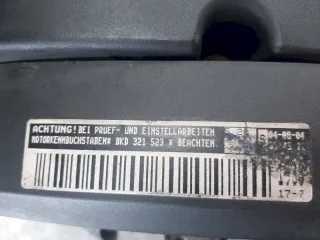 ACHTUNG! BEI PRUEF- UND EINSTELLARBEITEN
MOTORKENNBUCHSTABEN* BKD 321 523 * BEACHTEN
04-08-04
17-7